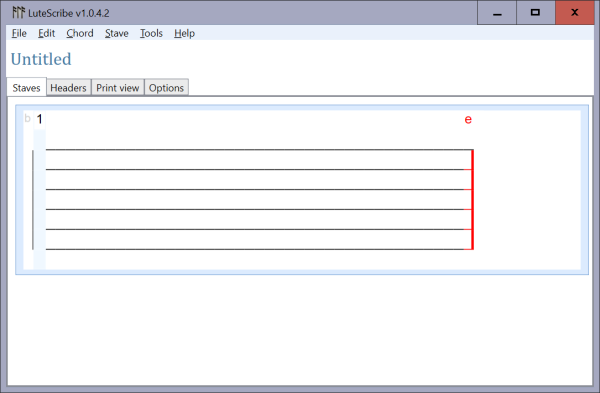 LuteScribe v1.0.4.2
File Edit Chord Stave Tools Help
Untitled
Staves Headers Print view Options
b 1 e